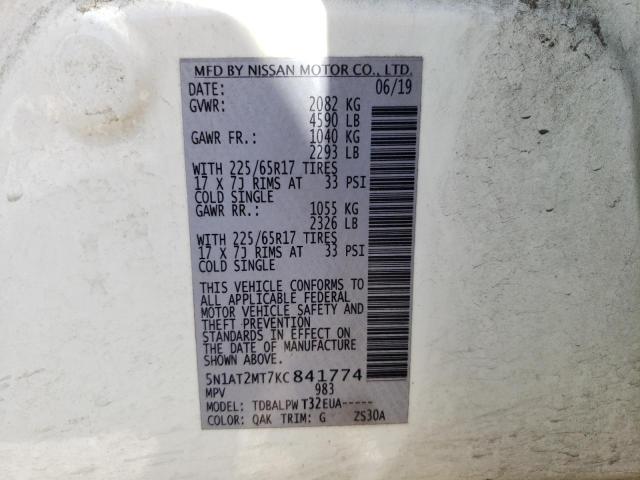 MFD BY NISSAN MOTOR CO., LTD.
DATE: 06/19
GVWR: 2082 KG
4590 LB
GAWR FR.: 1040 KG
2293 LB
WITH 225/65R17 TIRES
17 X 7J RIMS AT 33 PSI
COLD SINGLE
GAWR RR.: 1055 KG
2326 LB
WITH 225/65R17 TIRES
17 X 7J RIMS AT 33 PSI
COLD SINGLE
THIS VEHICLE CONFORMS TO
ALL APPLICABLE FEDERAL
MOTOR VEHICLE SAFETY AND
THEFT PREVENTION
STANDARDS IN EFFECT ON
THE DATE OF MANUFACTURE
SHOWN ABOVE.
5N1AT2MT7KC841774
MPV 983
MODEL: TDBALPW T32EUA-----
COLOR: QAK TRIM: G ZS30A